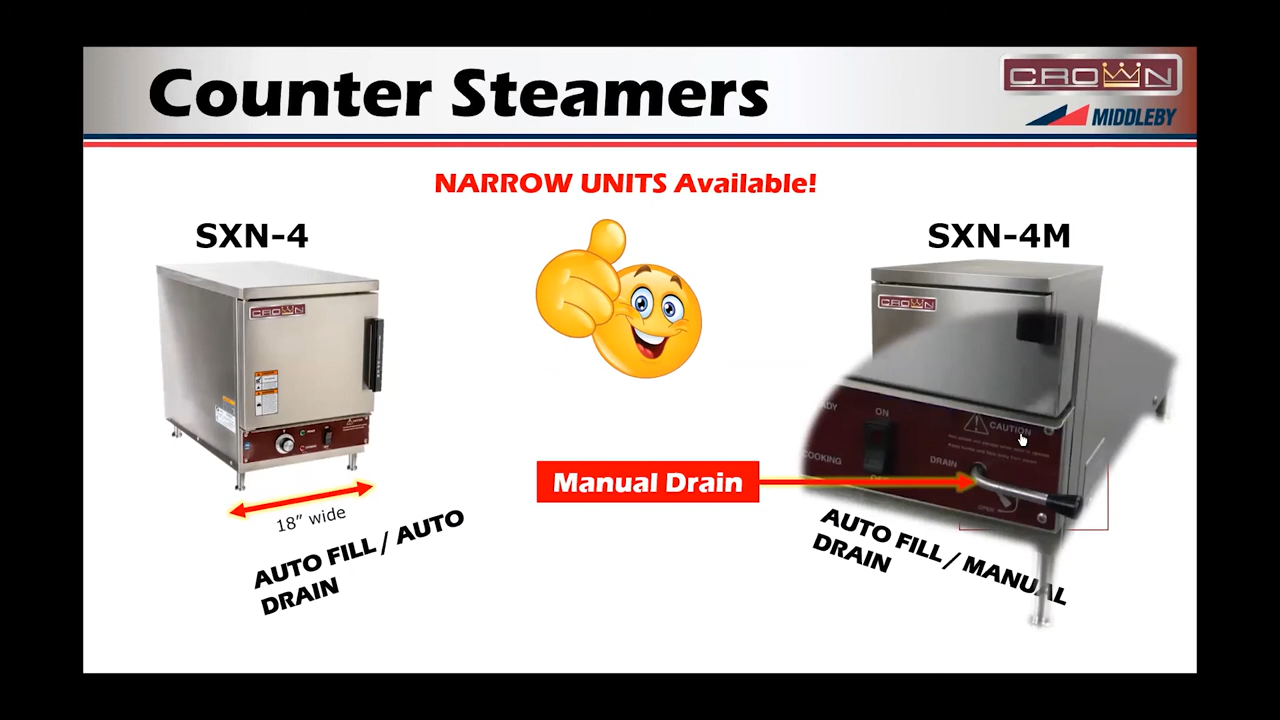 Counter Steamers
CROWN
MIDDLEBY
NARROW UNITS Available!
SXN-4
SXN-4M
CROWN
CROWN
ON
CAUTION
COOKING
DRAIN
OPEN
Manual Drain
18” wide
AUTO FILL / AUTO
DRAIN
AUTO FILL / MANUAL
DRAIN